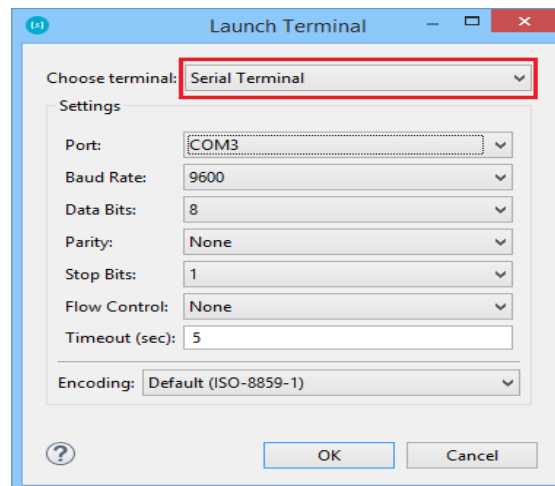 Launch Terminal
Choose terminal: Serial Terminal
Settings
Port: COM3
Baud Rate: 9600
Data Bits: 8
Parity: None
Stop Bits: 1
Flow Control: None
Timeout (sec): 5
Encoding: Default (ISO-8859-1)
? OK Cancel